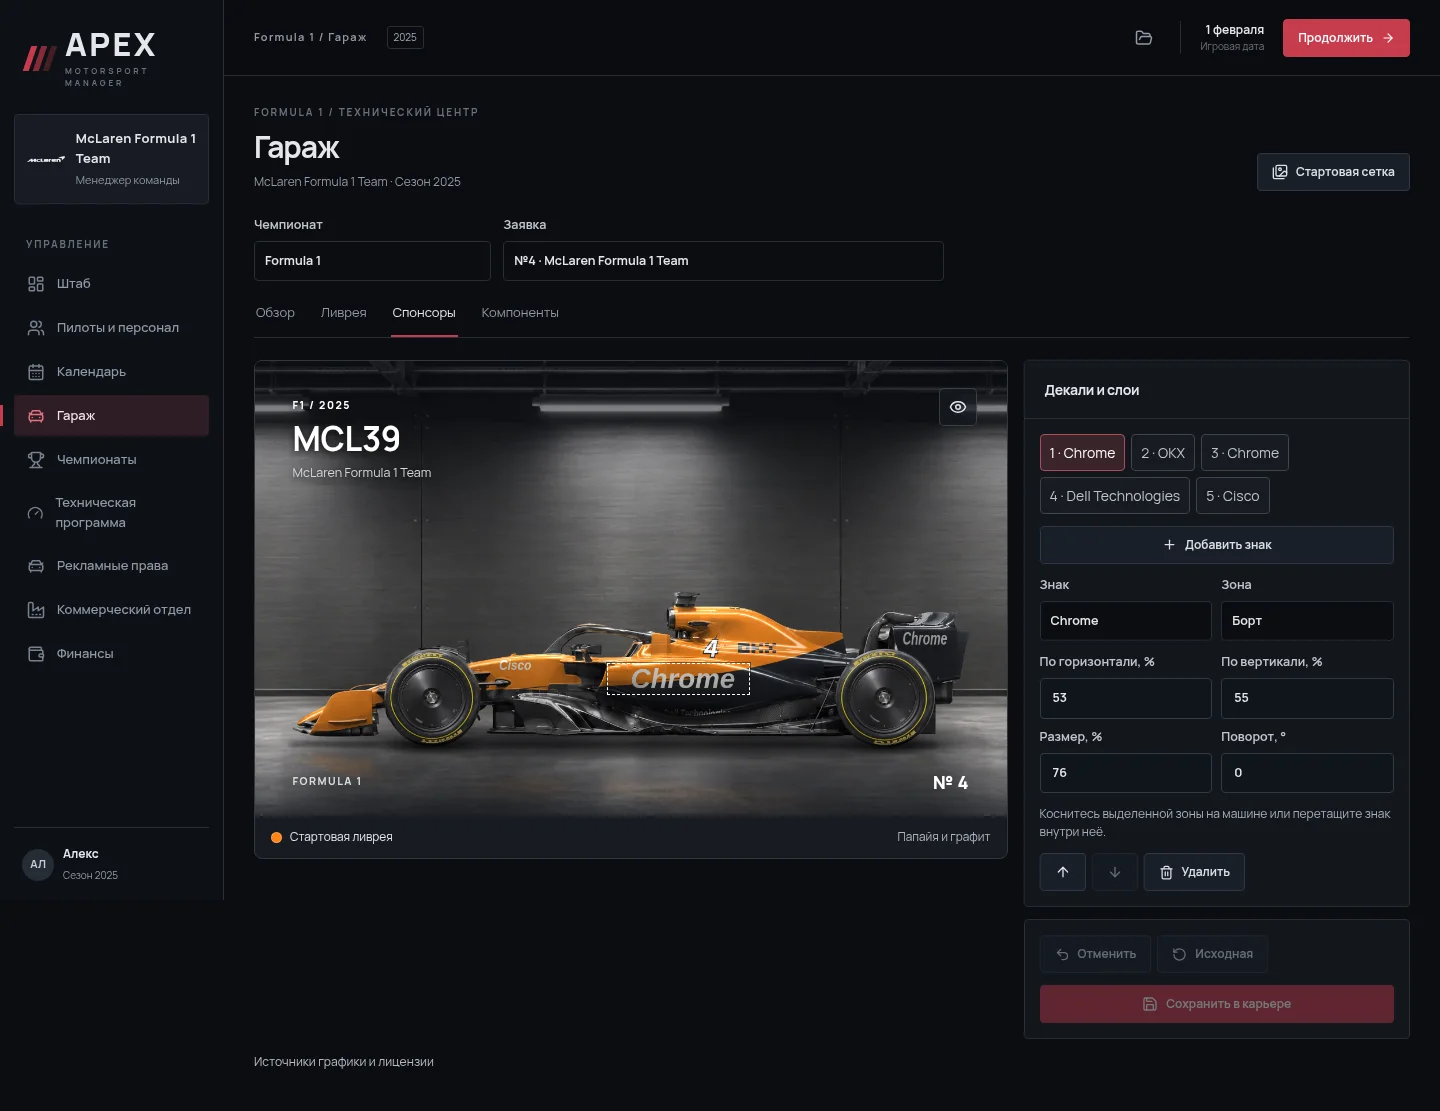 APEX
MOTORSPORT
MANAGER
McLaren
McLaren Formula 1
Team
Менеджер команды
УПРАВЛЕНИЕ
Штаб
Пилоты и персонал
Календарь
Гараж
Чемпионаты
Техническая
программа
Рекламные права
Коммерческий отдел
Финансы
АЛ
Алекс
Сезон 2025
Formula 1 / Гараж
2025
1 февраля
Игровая дата
Продолжить
FORMULA 1 / ТЕХНИЧЕСКИЙ ЦЕНТР
Гараж
McLaren Formula 1 Team · Сезон 2025
Стартовая сетка
Чемпионат
Заявка
Formula 1
№4 · McLaren Formula 1 Team
Обзор
Ливрея
Спонсоры
Компоненты
F1 / 2025
MCL39
McLaren Formula 1 Team
4
Chrome
Cisco
Chrome
Dell Technologies
FORMULA 1
№ 4
Стартовая ливрея
Папайя и графит
Декали и слои
1 · Chrome
2 · OKX
3 · Chrome
4 · Dell Technologies
5 · Cisco
Добавить знак
Знак
Зона
Chrome
Борт
По горизонтали, %
По вертикали, %
53
55
Размер, %
Поворот, °
76
0
Коснитесь выделенной зоны на машине или перетащите знак
внутри неё.
Удалить
Отменить
Исходная
Сохранить в карьере
Источники графики и лицензии